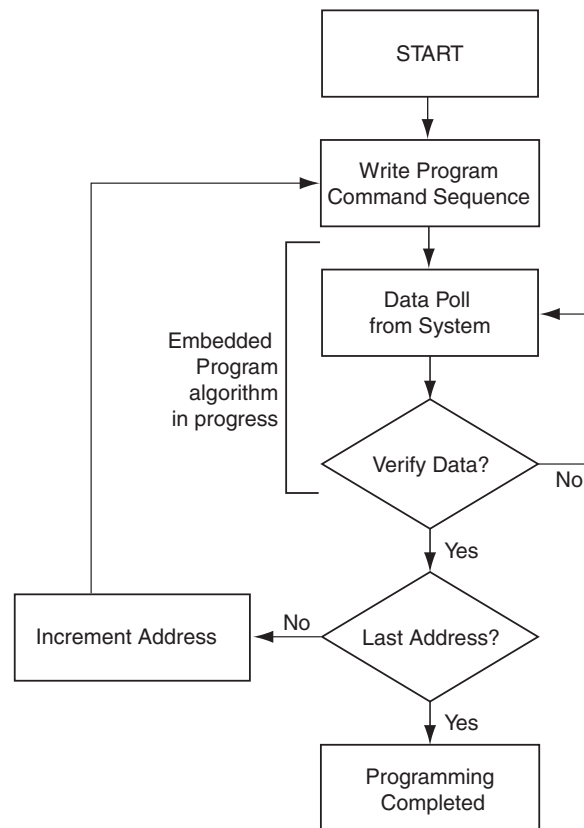 START
Write Program
Command Sequence
Data Poll
from System
Embedded
Program
algorithm
in progress
Verify Data?
No
Yes
Last Address?
No
Increment Address
Yes
Programming
Completed